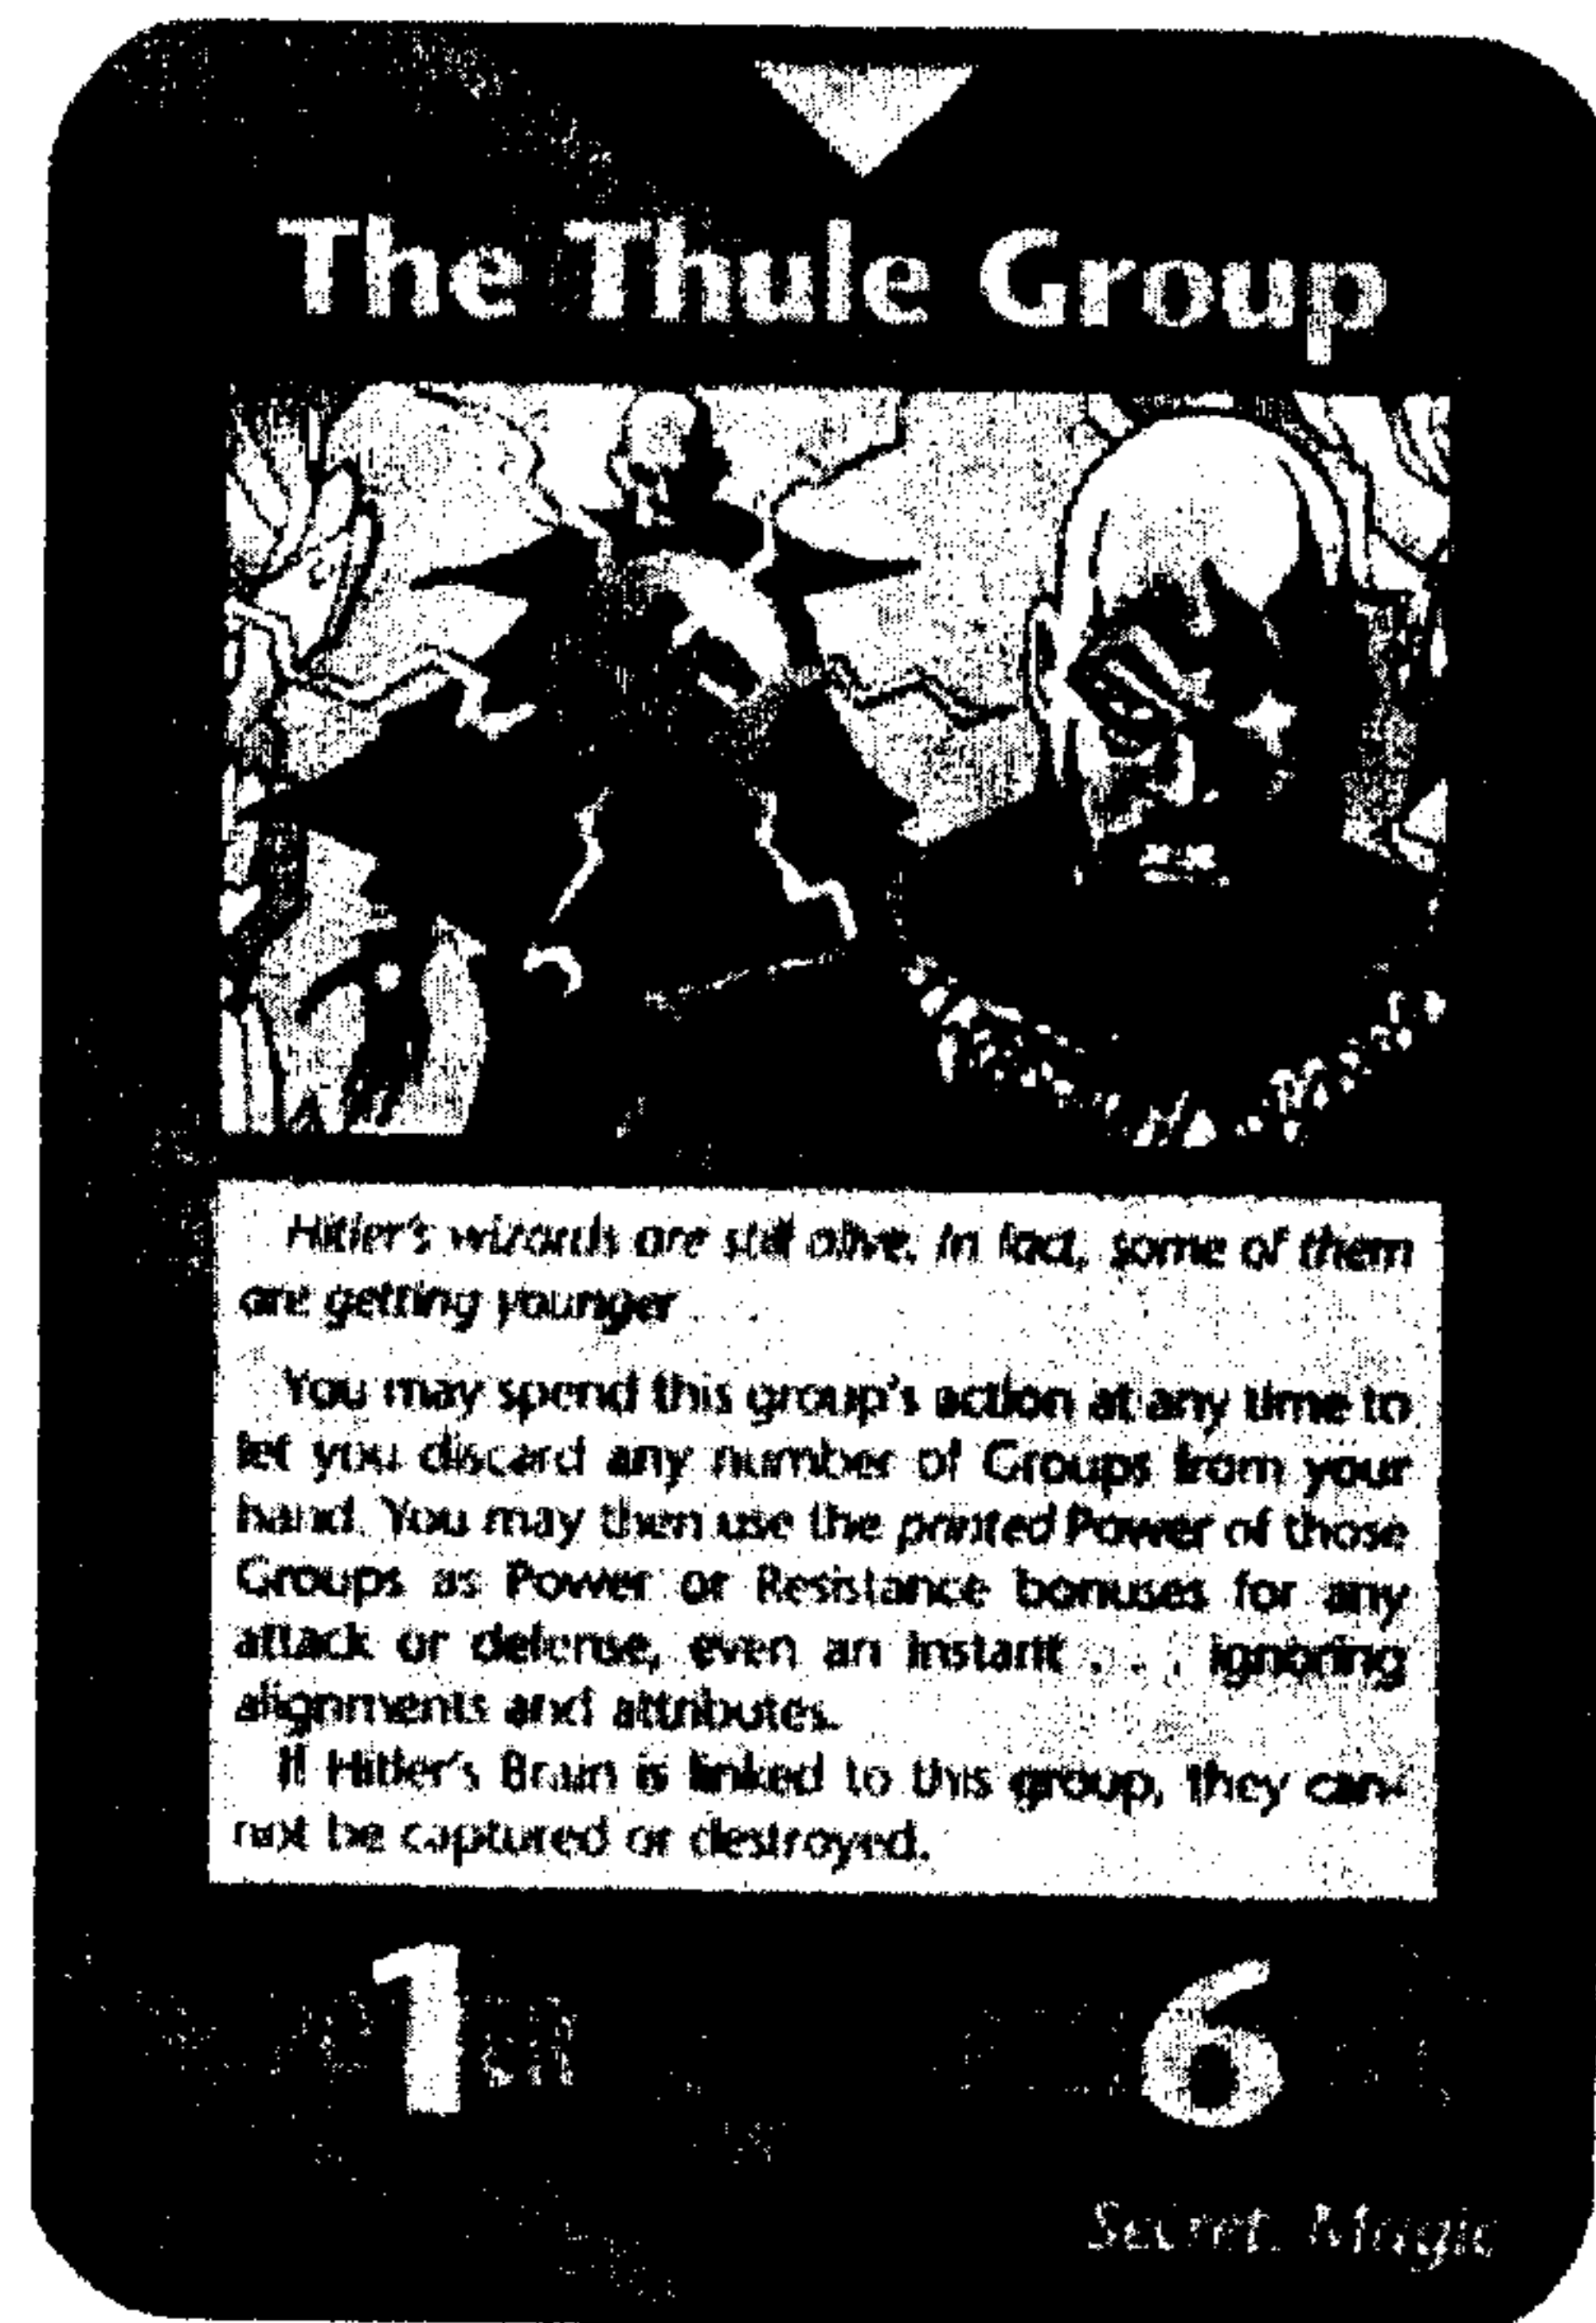 The Thule Group
Hitler's wizards are still alive. In fact, some of them
are getting younger . . .
You may spend this group's action at any time to
let you discard any number of Groups from your
hand. You may then use the printed Power of those
Groups as Power or Resistance bonuses for any
attack or defense, even an instant . . . ignoring
alignments and attributes.
If Hitler's Brain is linked to this group, they can-
not be captured or destroyed.
1 6
Secret, Magic